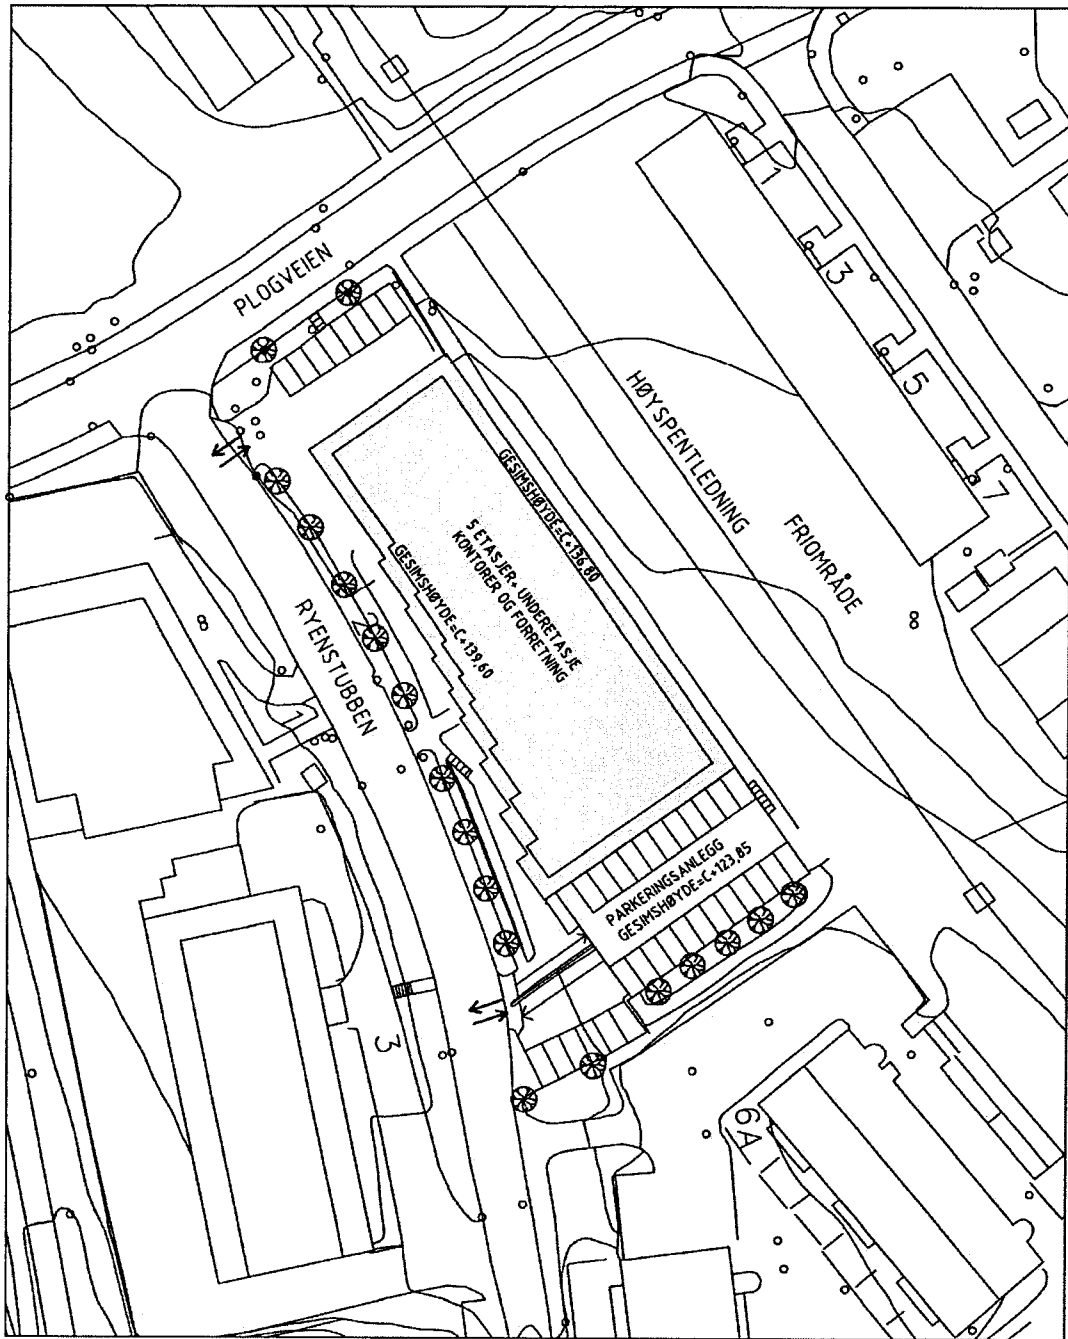 PLOGVEIEN
1
3
5
7
HØYSPENTLEDNING
FRIOMRÅDE
GESIMSHØYDE=C+136,80
5 ETASJER+ UNDERETASJE
KONTORER OG FORRETNING
GESIMSHØYDE=C+139,60
RYENSTUBBEN
PARKERINGSANLEGG
GESIMSHØYDE=C+123,85
3
6A